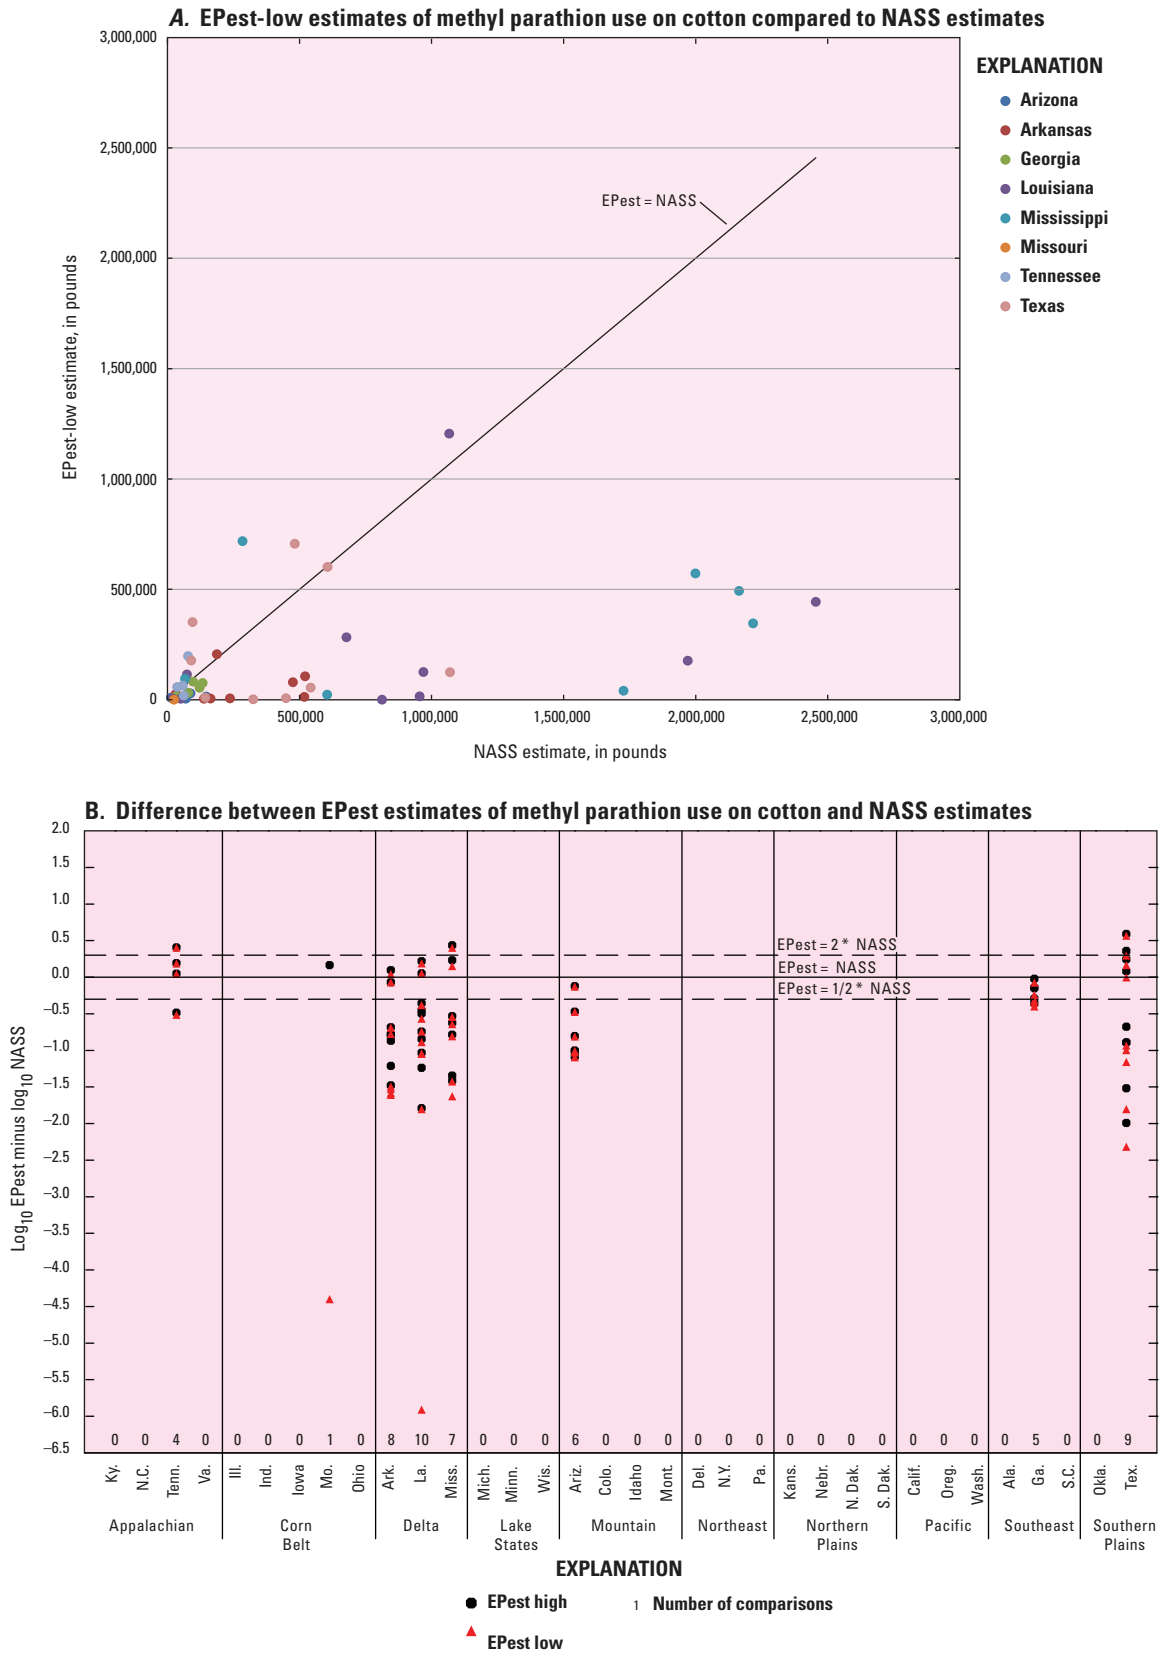 A. EPest-low estimates of methyl parathion use on cotton compared to NASS estimates
3,000,000
2,500,000
2,000,000
1,500,000
1,000,000
500,000
0
EPest-low estimate, in pounds
EPest = NASS
0 500,000 1,000,000 1,500,000 2,000,000 2,500,000 3,000,000
NASS estimate, in pounds
EXPLANATION
Arizona
Arkansas
Georgia
Louisiana
Mississippi
Missouri
Tennessee
Texas
B. Difference between EPest estimates of methyl parathion use on cotton and NASS estimates
2.0
1.5
1.0
0.5
0.0
−0.5
−1.0
−1.5
−2.0
−2.5
−3.0
−3.5
−4.0
−4.5
−5.0
−5.5
−6.0
−6.5
Log10 EPest minus log10 NASS
EPest = 2 * NASS
EPest = NASS
EPest = 1/2 * NASS
0 0 4 0 0 0 0 1 0 8 10 7 0 0 0 6 0 0 0 0 0 0 0 0 0 0 0 0 0 0 5 0 0 9
Ky. N.C. Tenn. Va. Ill. Ind. Iowa Mo. Ohio Ark. La. Miss. Mich. Minn. Wis. Ariz. Colo. Idaho Mont. Del. N.Y. Pa. Kans. Nebr. N. Dak. S. Dak. Calif. Oreg. Wash. Ala. Ga. S.C. Okla. Tex.
Appalachian Corn Delta Lake Mountain Northeast Northern Pacific Southeast Southern
Belt States Plains Plains
EXPLANATION
EPest high 1 Number of comparisons
EPest low